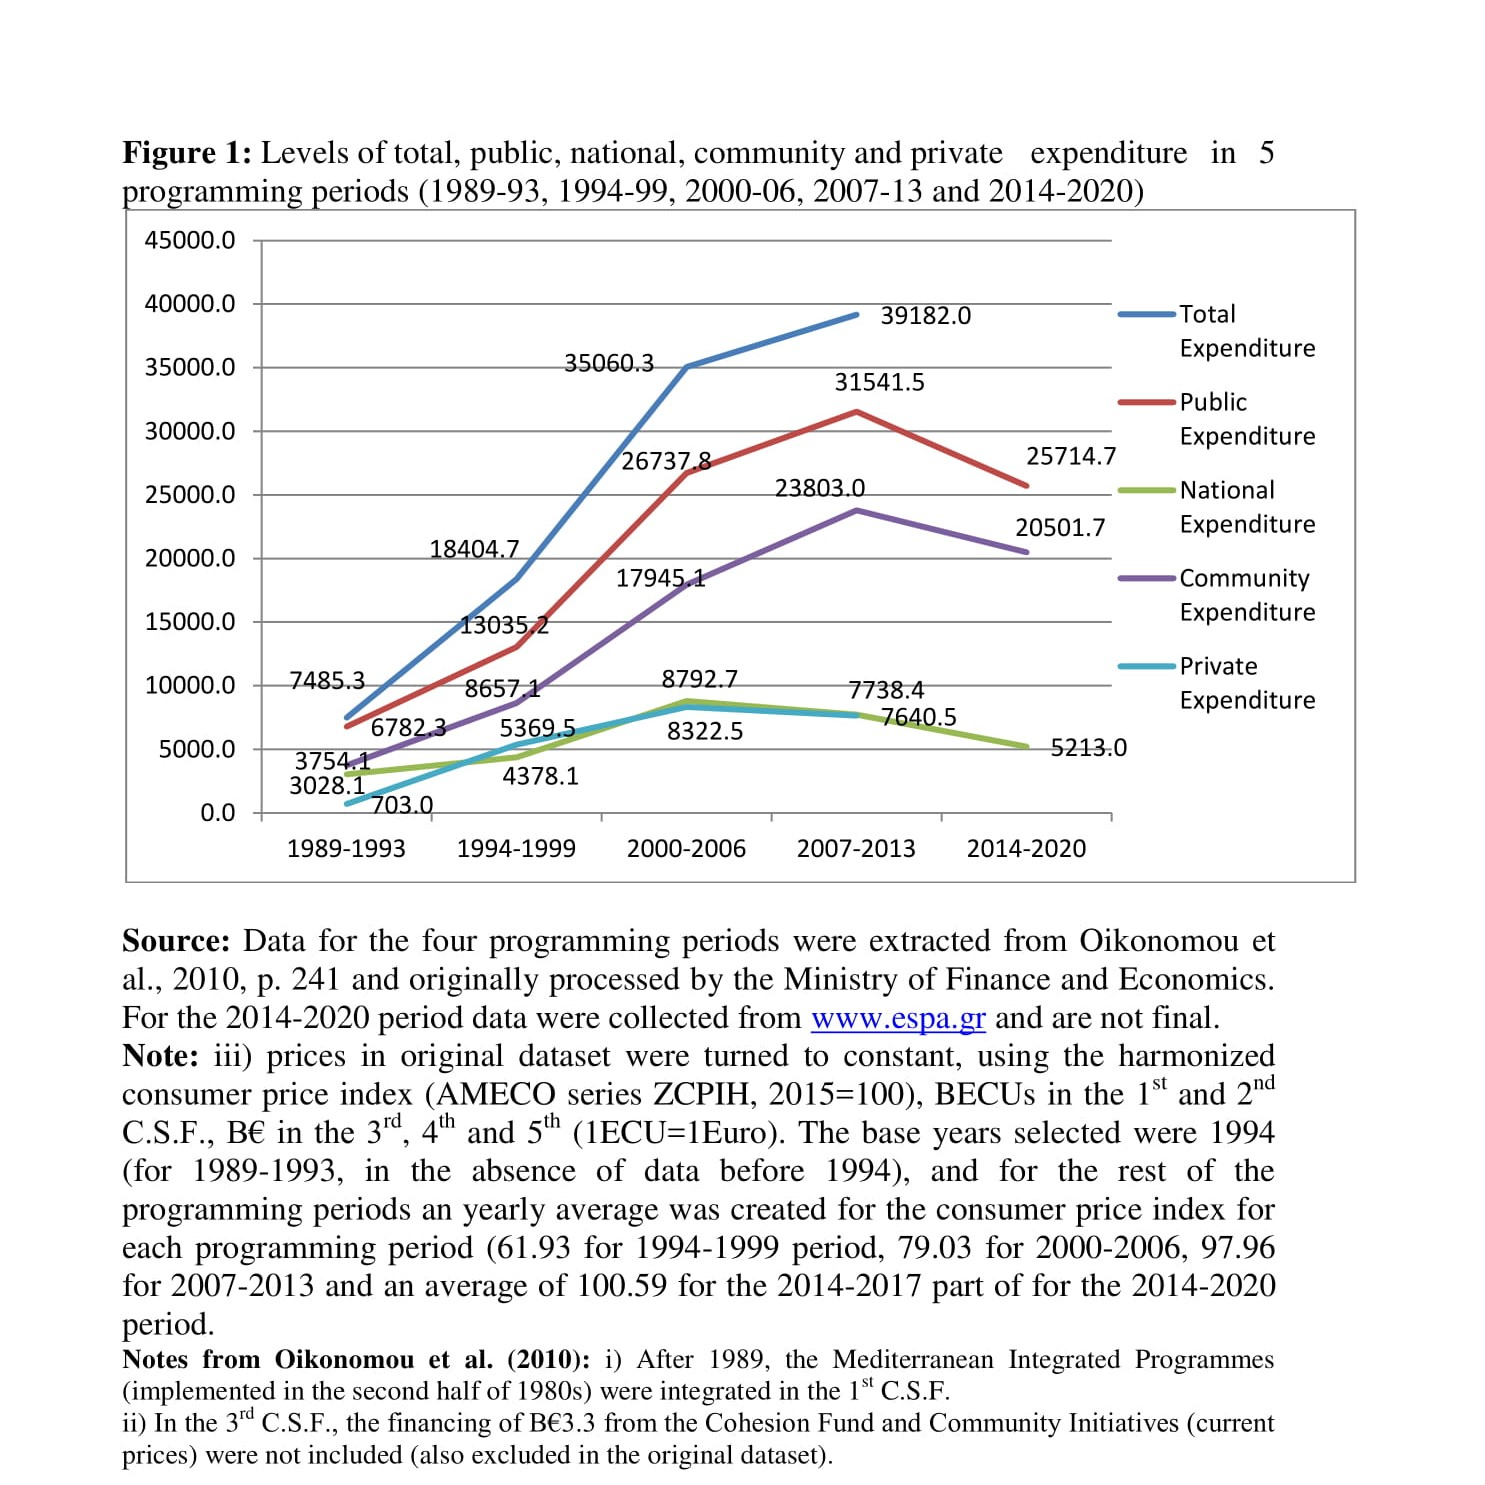 Figure 1: Levels of total, public, national, community and private expenditure in 5
programming periods (1989-93, 1994-99, 2000-06, 2007-13 and 2014-2020)
45000.0
40000.0
35000.0
30000.0
25000.0
20000.0
15000.0
10000.0
5000.0
0.0
39182.0
35060.3
31541.5
26737.8
25714.7
23803.0
20501.7
18404.7
17945.1
13035.2
7485.3
8657.1
8792.7
7738.4
6782.3
5369.5
8322.5
7640.5
3754.1
5213.0
3028.1
4378.1
703.0
1989-1993 1994-1999 2000-2006 2007-2013 2014-2020
Total
Expenditure
Public
Expenditure
National
Expenditure
Community
Expenditure
Private
Expenditure
Source: Data for the four programming periods were extracted from Oikonomou et
al., 2010, p. 241 and originally processed by the Ministry of Finance and Economics.
For the 2014-2020 period data were collected from www.espa.gr and are not final.
Note: iii) prices in original dataset were turned to constant, using the harmonized
consumer price index (AMECO series ZCPIH, 2015=100), BECUs in the 1st and 2nd
C.S.F., B€ in the 3rd, 4th and 5th (1ECU=1Euro). The base years selected were 1994
(for 1989-1993, in the absence of data before 1994), and for the rest of the
programming periods an yearly average was created for the consumer price index for
each programming period (61.93 for 1994-1999 period, 79.03 for 2000-2006, 97.96
for 2007-2013 and an average of 100.59 for the 2014-2017 part of for the 2014-2020
period.
Notes from Oikonomou et al. (2010): i) After 1989, the Mediterranean Integrated Programmes
(implemented in the second half of 1980s) were integrated in the 1st C.S.F.
ii) In the 3rd C.S.F., the financing of B€3.3 from the Cohesion Fund and Community Initiatives (current
prices) were not included (also excluded in the original dataset).